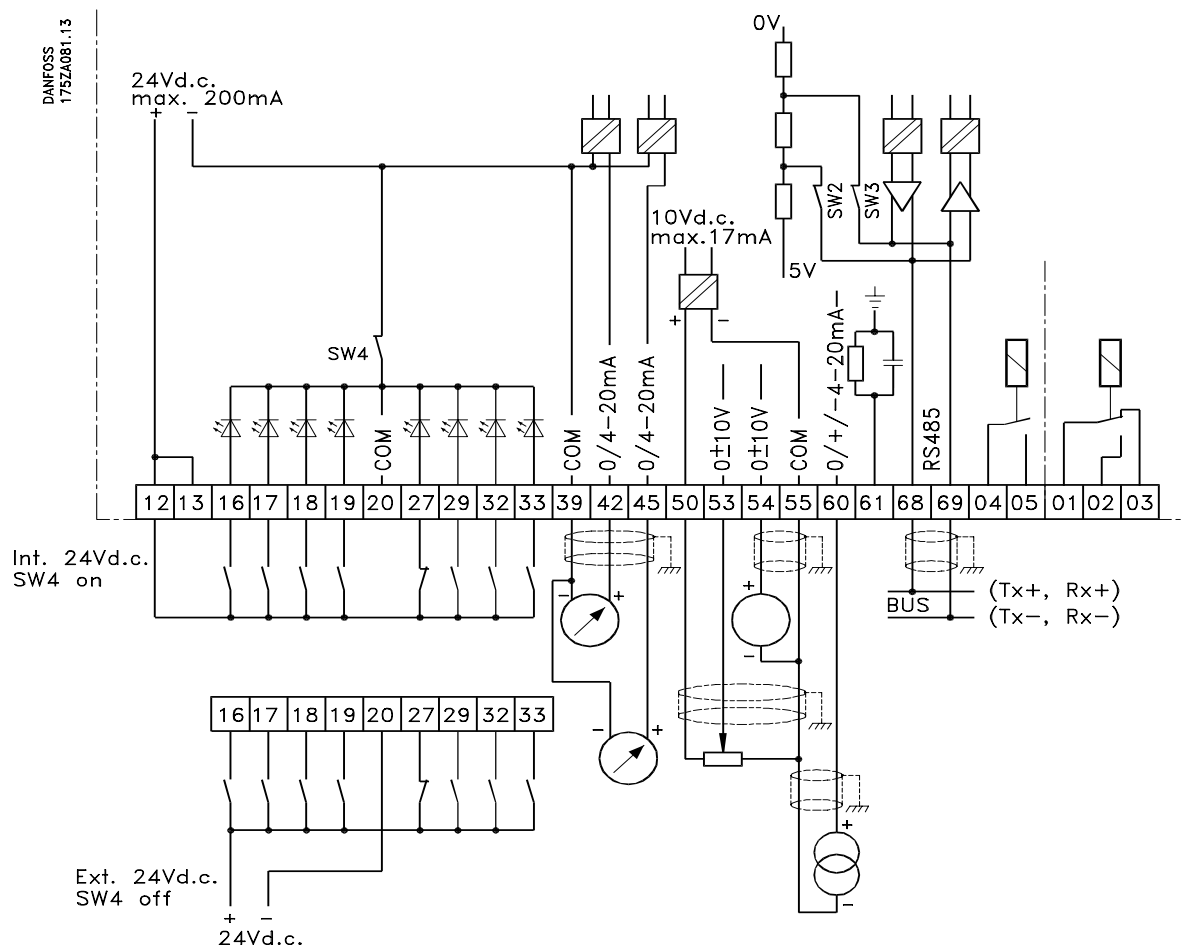 DANFOSS
175ZA081.13
24Vd.c.
max. 200mA
+ −
0V
SW2
SW3
10Vd.c.
max.17mA
5V
+ −
SW4
COM
COM
0/4−20mA
0/4−20mA
0±10V
0±10V
COM
0/+/−4−20mA
RS485
12 13 16 17 18 19 20 27 29 32 33 39 42 45 50 53 54 55 60 61 68 69 04 05 01 02 03
Int. 24Vd.c.
SW4 on
− +
+
−
BUS
(Tx+, Rx+)
(Tx−, Rx−)
16 17 18 19 20 27 29 32 33
− +
+
−
Ext. 24Vd.c.
SW4 off
+ −
24Vd.c.